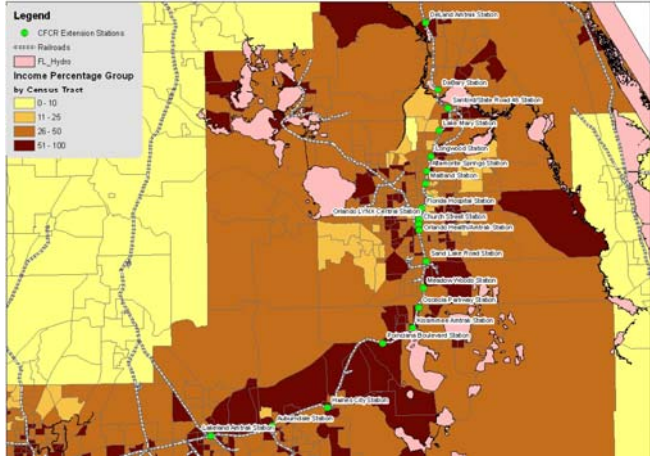 Legend
CFCR Extension Stations
Railroads
FL_Hydro
Income Percentage Group
by Census Tract
0 - 10
11 - 25
26 - 50
51 - 100
DeLand Amtrak Station
DeBary Station
Sanford/State Road 46 Station
Lake Mary Station
Longwood Station
Altamonte Springs Station
Maitland Station
Florida Hospital Station
Orlando LYNX Central Station
Church Street Station
Orlando Health/Amtrak Station
Sand Lake Road Station
Meadow Woods Station
Osceola Parkway Station
Kissimmee Amtrak Station
Poinciana Boulevard Station
Haines City Station
Auburndale Station
Lakeland Amtrak Station